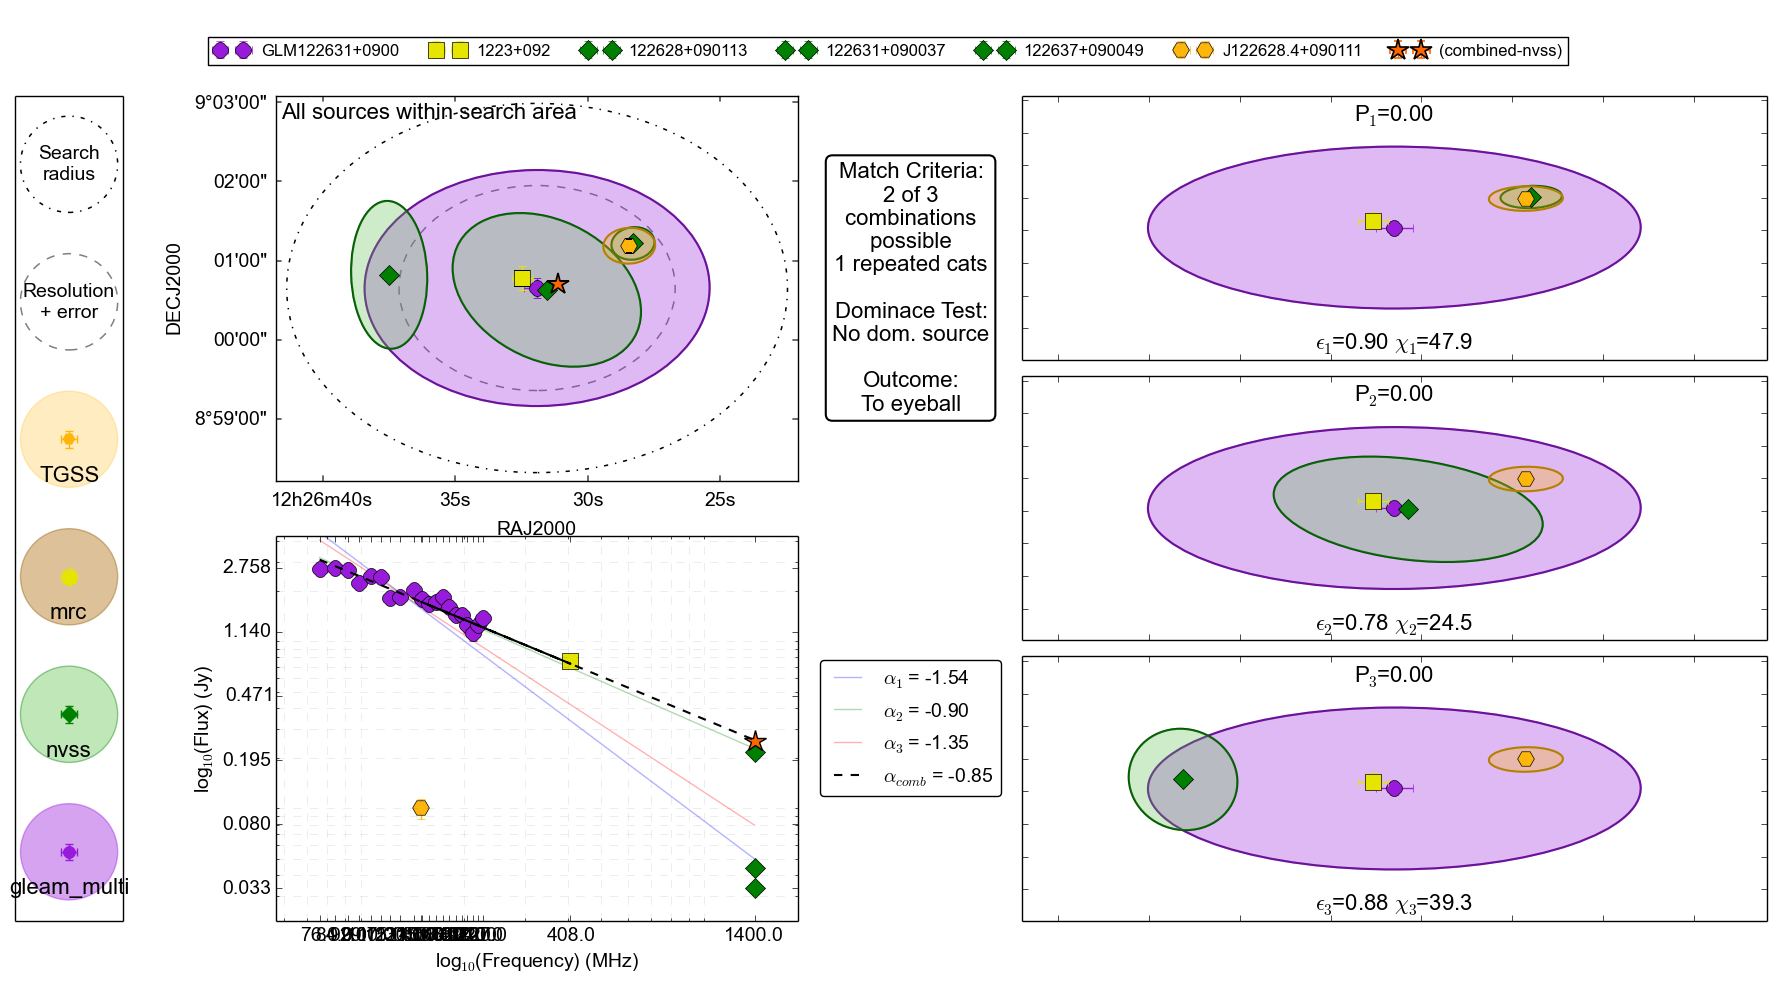 GLM122631+0900 1223+092 122628+090113 122631+090037 122637+090049 J122628.4+090111 (combined-nvss)
Search
radius
Resolution
+ error
TGSS
mrc
nvss
gleam_multi
All sources within search area
9°03'00"
02'00"
01'00"
00'00"
8°59'00"
DECJ2000
12h26m40s 35s 30s 25s
RAJ2000
Match Criteria:
2 of 3
combinations
possible
1 repeated cats
Dominace Test:
No dom. source
Outcome:
To eyeball
2.758
1.140
0.471
0.195
0.080
0.033
log10(Flux) (Jy)
408.0 1400.0
log10(Frequency) (MHz)
α1 = -1.54
α2 = -0.90
α3 = -1.35
αcomb = -0.85
P1=0.00
ϵ1=0.90 χ1=47.9
P2=0.00
ϵ2=0.78 χ2=24.5
P3=0.00
ϵ3=0.88 χ3=39.3